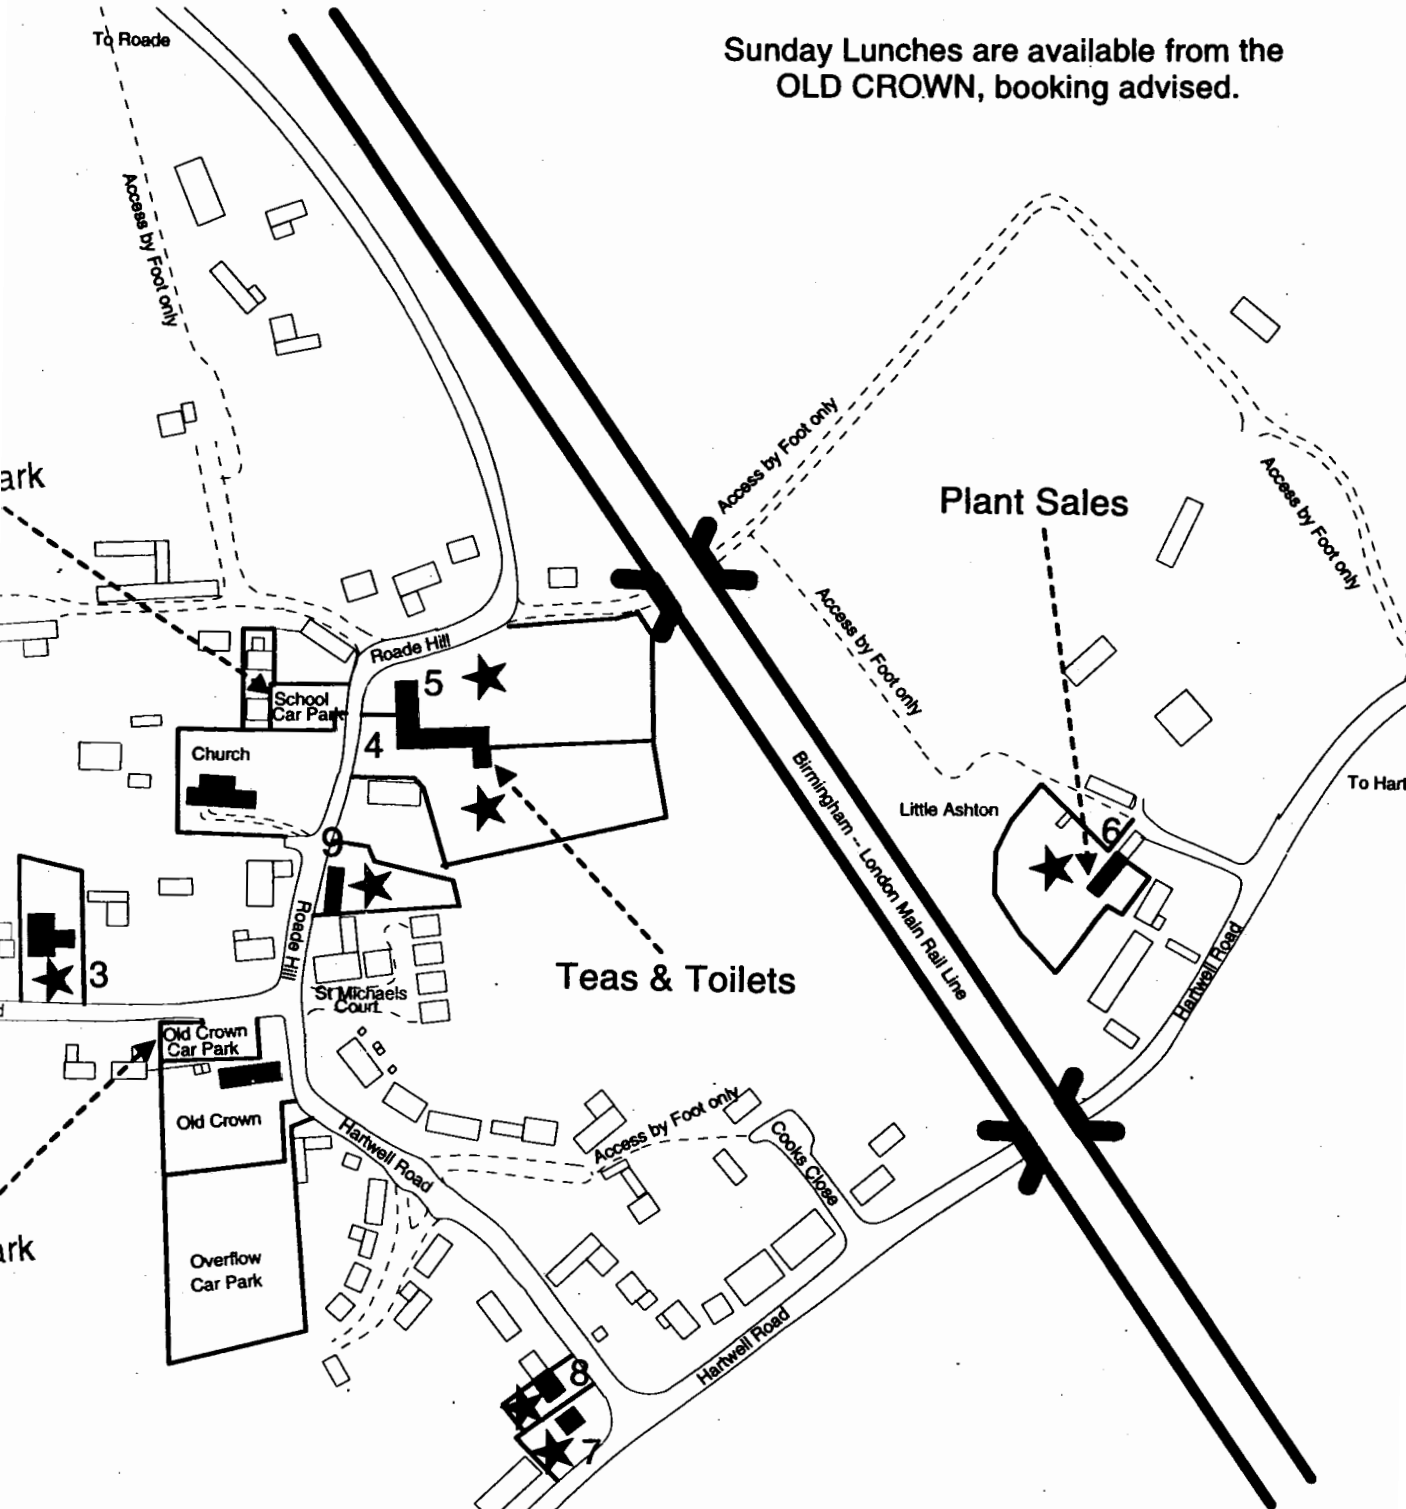 To Roade
Sunday Lunches are available from the
OLD CROWN, booking advised.
Access by Foot only
Access by Foot only
ark
Plant Sales
Access by Foot only
Access by Foot only
Roade Hill
5
School
Car Park
4
Church
Birmingham -- London Main Rail Line
To Hart
Little Ashton
6
9
Roade Hill
3
Teas & Toilets
St Michaels
Court
Hartwell Road
Old Crown
Car Park
Old Crown
Hartwell Road
Access by Foot only
Cooks Close
ark
Overflow
Car Park
Hartwell Road
8
7